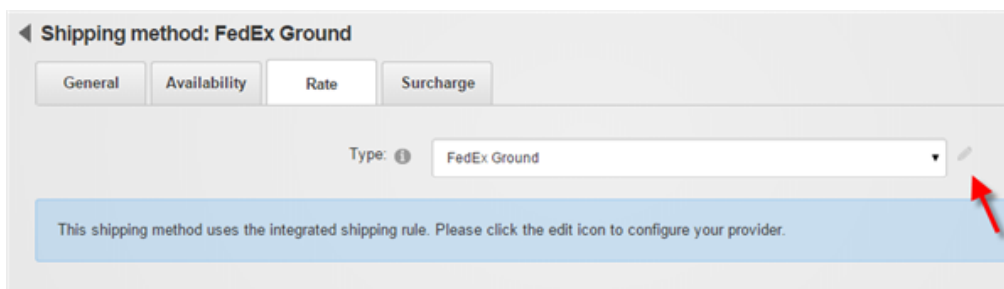 Shipping method: FedEx Ground
General Availability Rate Surcharge
Type: FedEx Ground
This shipping method uses the integrated shipping rule. Please click the edit icon to configure your provider.